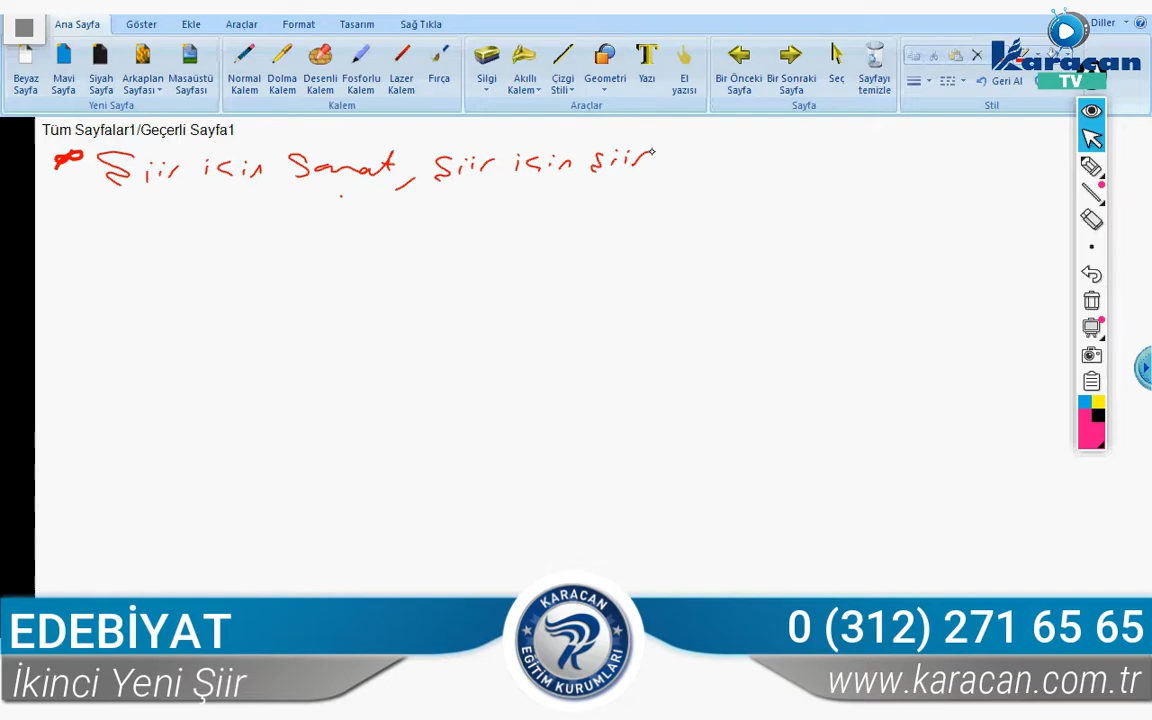 Ana Sayfa Göster Ekle Araçlar Format Tasarım Sağ Tıkla Diller
Beyaz Sayfa Mavi Sayfa Siyah Sayfa Arkaplan Sayfası Masaüstü Sayfası
Yeni Sayfa
Normal Kalem Dolma Kalem Desenli Kalem Fosforlu Kalem Lazer Kalem Fırça
Kalem
Silgi Akıllı Kalem Çizgi Stili Geometri Yazı El yazısı
Araçlar
Bir Önceki Sayfa Bir Sonraki Sayfa Seç Sayfayı temizle
Sayfa
Geri Al
Stil
Karacan
TV
Tüm Sayfalar1/Geçerli Sayfa1
Şiir için Sanat, şiir için şiir
EDEBİYAT
İkinci Yeni Şiir
KARACAN
EĞİTİM KURUMLARI
0 (312) 271 65 65
www.karacan.com.tr